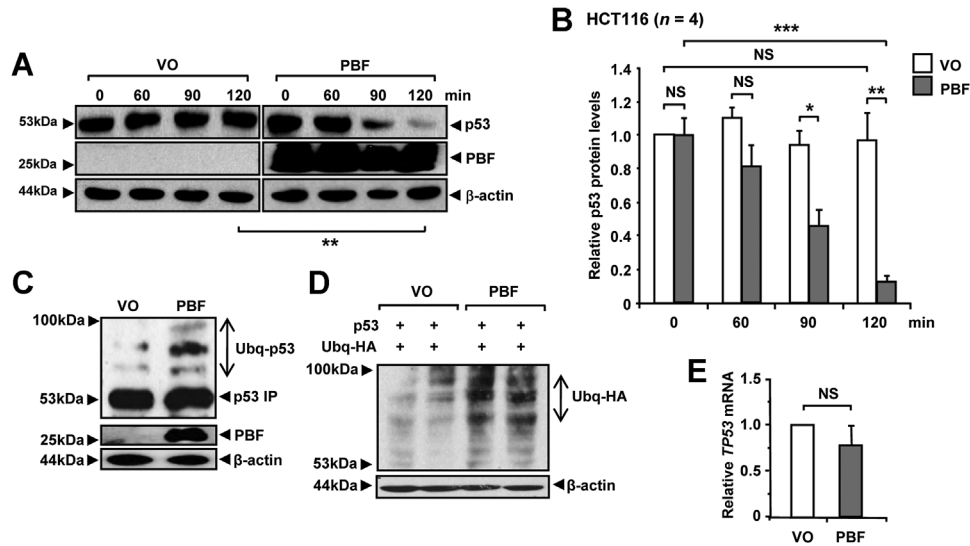 A
VO PBF
0 60 90 120 0 60 90 120 min
53kDa p53
25kDa PBF
44kDa β-actin
**
B HCT116 (n = 4)
***
NS
VO
PBF
NS NS * **
Relative p53 protein levels
1.4
1.2
1.0
0.8
0.6
0.4
0.2
0
0 60 90 120 min
C
VO PBF
100kDa
Ubq-p53
53kDa p53 IP
25kDa PBF
44kDa β-actin
D
VO PBF
p53 + + + +
Ubq-HA + + + +
100kDa
Ubq-HA
53kDa
44kDa β-actin
E
Relative TP53 mRNA
1.5
1.0
0.5
0
NS
VO PBF